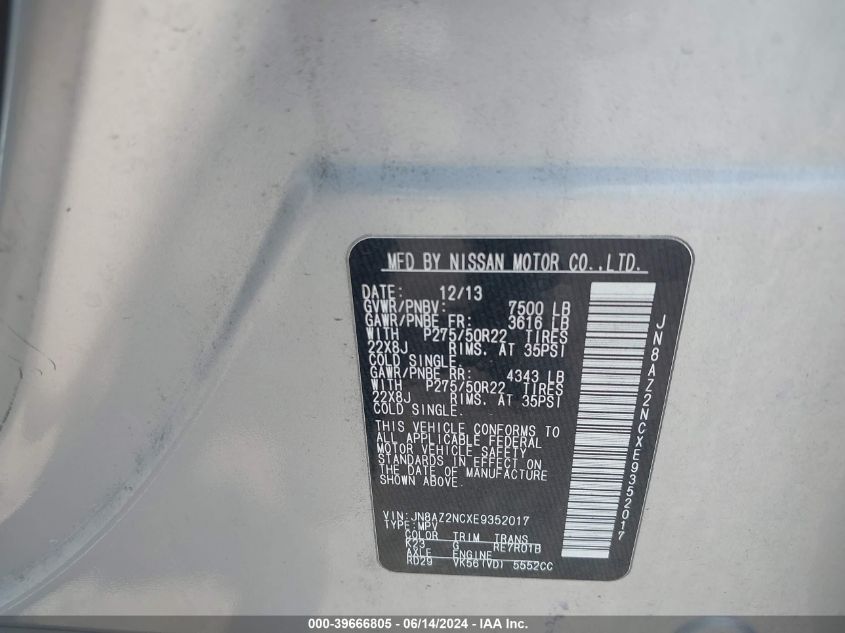 MFD BY NISSAN MOTOR CO.,LTD.
DATE: 12/13
GVWR/PNBV: 7500 LB
GAWR/PNBE FR: 3616 LB
WITH P275/50R22 TIRES
22X8J RIMS. AT 35PSI
COLD SINGLE.
GAWR/PNBE RR: 4343 LB
WITH P275/50R22 TIRES
22X8J RIMS. AT 35PSI
COLD SINGLE.
THIS VEHICLE CONFORMS TO
ALL APPLICABLE FEDERAL
MOTOR VEHICLE SAFETY
STANDARDS IN EFFECT ON
THE DATE OF MANUFACTURE
SHOWN ABOVE.
VIN:JN8AZ2NCXE9352017
TYPE:MPV
COLOR TRIM TRANS
K23 G RE7R01B
AXLE ENGINE
RD29 VK56(VD) 5552CC
JN8AZ2NCXE9352017
000-39666805 - 06/14/2024 - IAA Inc.